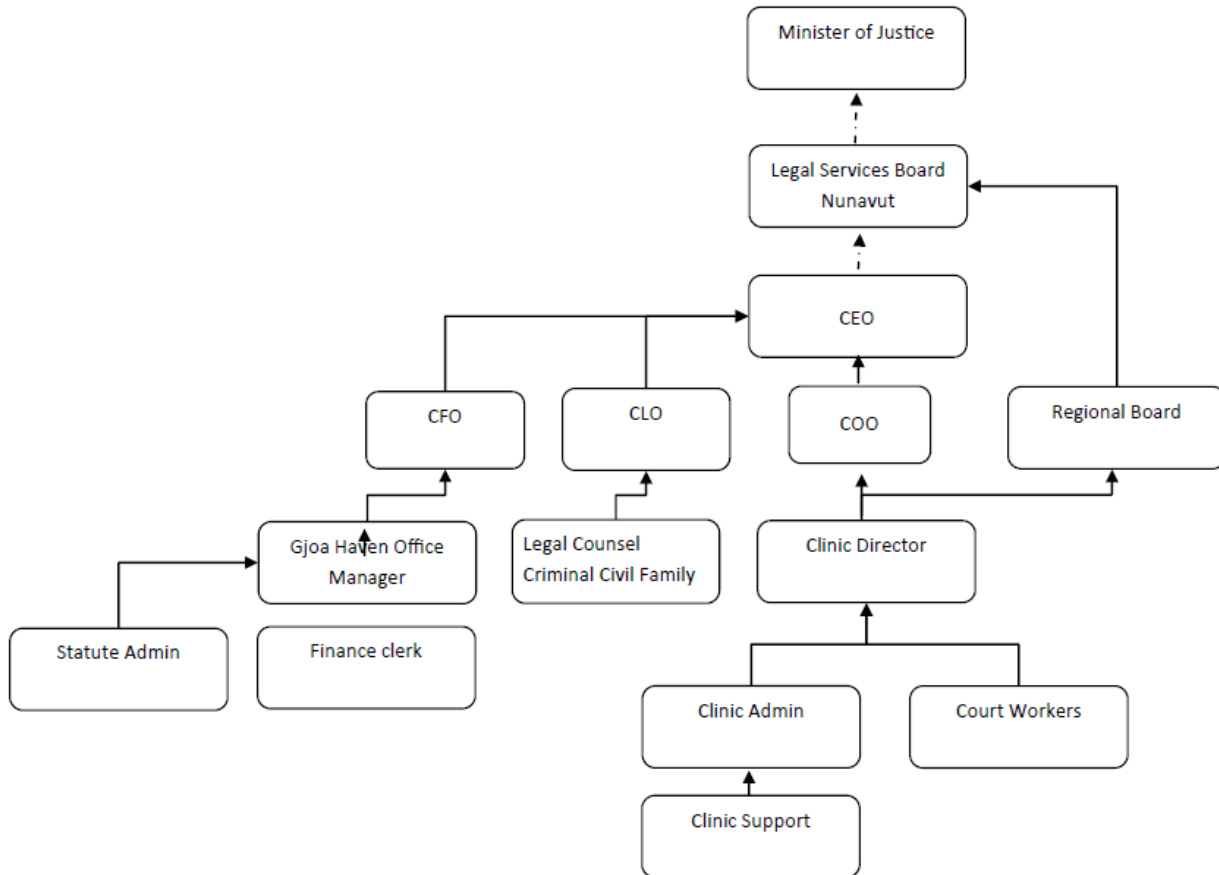 Minister of Justice
Legal Services Board
Nunavut
CEO
CFO
CLO
COO
Regional Board
Gjoa Haven Office
Manager
Legal Counsel
Criminal Civil Family
Clinic Director
Statute Admin
Finance clerk
Clinic Admin
Court Workers
Clinic Support